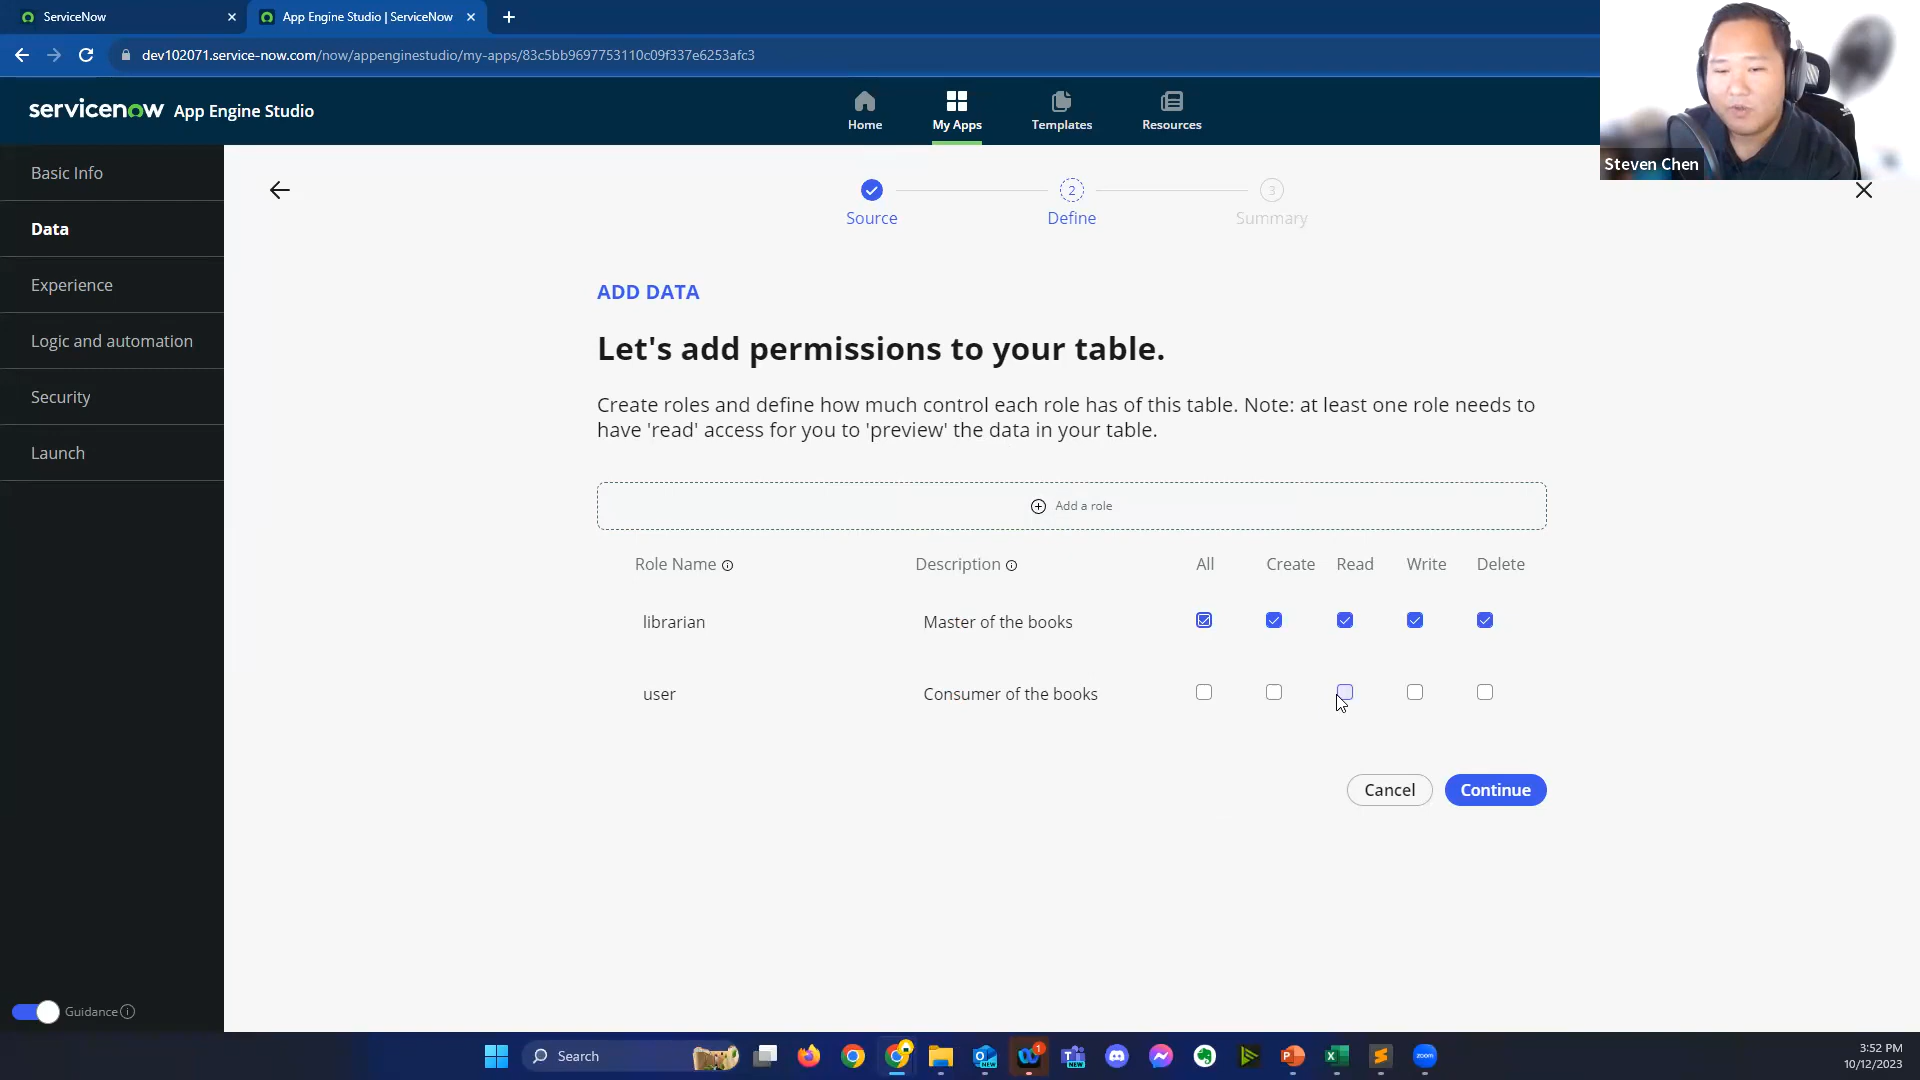 ServiceNow
App Engine Studio | ServiceNow
dev102071.service-now.com/now/appenginestudio/my-apps/83c5bb9697753110c09f337e6253afc3
servicenow App Engine Studio
Home
My Apps
Templates
Resources
Steven Chen
Basic Info
Data
Experience
Logic and automation
Security
Launch
Source
2
Define
3
Summary
ADD DATA
Let's add permissions to your table.
Create roles and define how much control each role has of this table. Note: at least one role needs to
have 'read' access for you to 'preview' the data in your table.
Add a role
Role Name Description All Create Read Write Delete
librarian Master of the books
user Consumer of the books
Cancel Continue
Guidance
Search
NEW
1
NEW
zoom
3:52 PM
10/12/2023